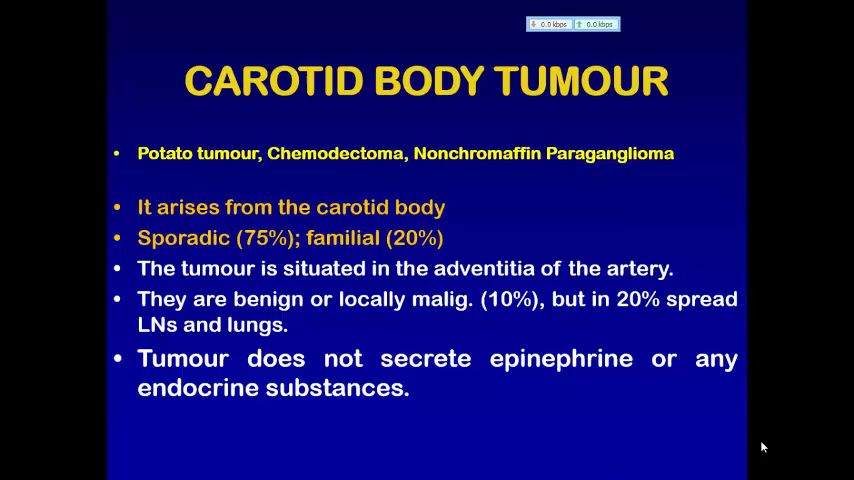 0.0 kbps 0.0 kbps
CAROTID BODY TUMOUR
• Potato tumour, Chemodectoma, Nonchromaffin Paraganglioma
• It arises from the carotid body
• Sporadic (75%); familial (20%)
• The tumour is situated in the adventitia of the artery.
• They are benign or locally malig. (10%), but in 20% spread
LNs and lungs.
• Tumour does not secrete epinephrine or any
endocrine substances.